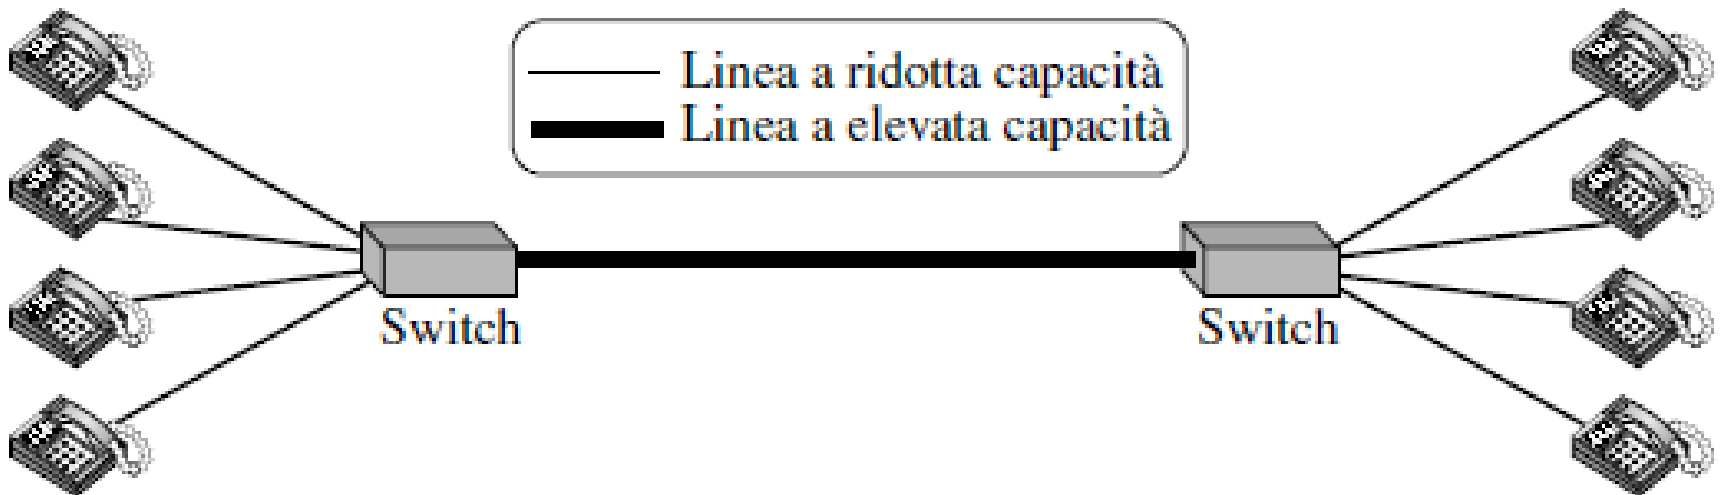 Linea a ridotta capacità
Linea a elevata capacità
Switch
Switch